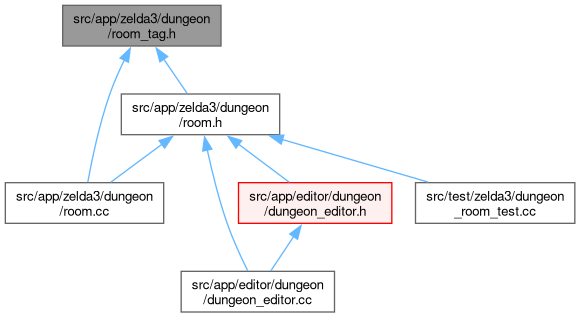 src/app/zelda3/dungeon
/room_tag.h
src/app/zelda3/dungeon
/room.h
src/app/zelda3/dungeon
/room.cc
src/app/editor/dungeon
/dungeon_editor.h
src/test/zelda3/dungeon
_room_test.cc
src/app/editor/dungeon
/dungeon_editor.cc